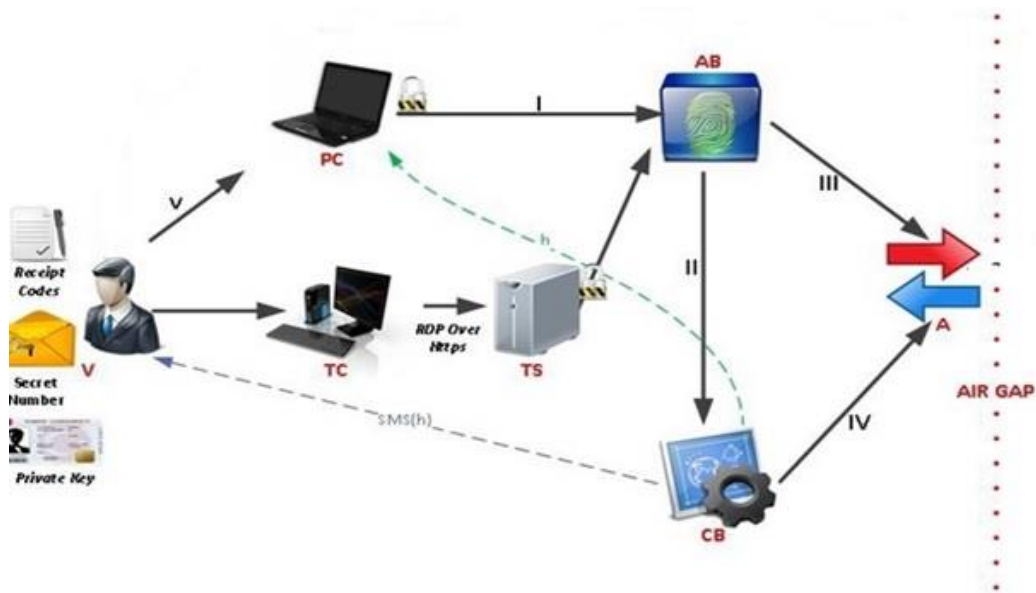 AB
I
PC
III
V
h
II
Receipt
Codes
I
A
RDP Over
Https
V
TC
TS
AIR GAP
Secret
Number
SMS(h)
IV
Private Key
CB